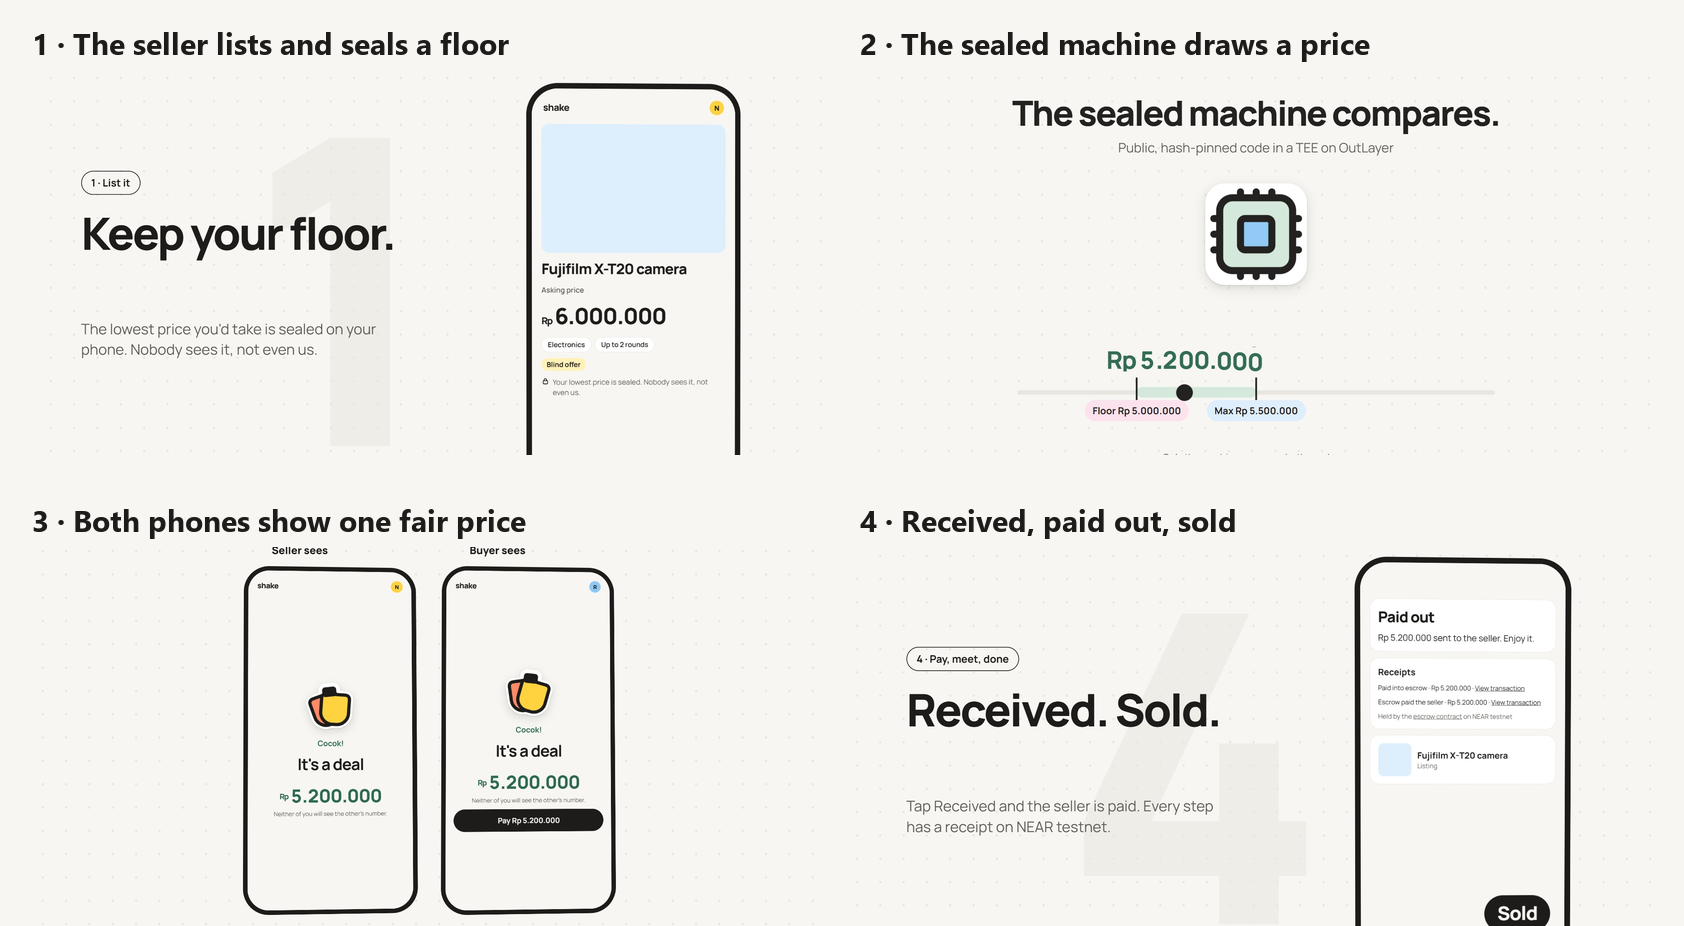 1 · The seller lists and seals a floor
1 · List it
Keep your floor.
The lowest price you'd take is sealed on your
phone. Nobody sees it, not even us.
shake
N
Fujifilm X-T20 camera
Asking price
Rp 6.000.000
Electronics
Up to 2 rounds
Blind offer
Your lowest price is sealed. Nobody sees it, not
even us.
2 · The sealed machine draws a price
The sealed machine compares.
Public, hash-pinned code in a TEE on OutLayer
Rp 5.200.000
Floor Rp 5.000.000
Max Rp 5.500.000
3 · Both phones show one fair price
Seller sees
shake
N
Cocok!
It's a deal
Rp 5.200.000
Neither of you will see the other's number.
Buyer sees
shake
R
Cocok!
It's a deal
Rp 5.200.000
Neither of you will see the other's number.
Pay Rp 5.200.000
4 · Received, paid out, sold
4 · Pay, meet, done
Received. Sold.
Tap Received and the seller is paid. Every step
has a receipt on NEAR testnet.
Paid out
Rp 5.200.000 sent to the seller. Enjoy it.
Receipts
Paid into escrow · Rp 5.200.000 · View transaction
Escrow paid the seller · Rp 5.200.000 · View transaction
Held by the escrow contract on NEAR testnet
Fujifilm X-T20 camera
Listing
Sold
1
4